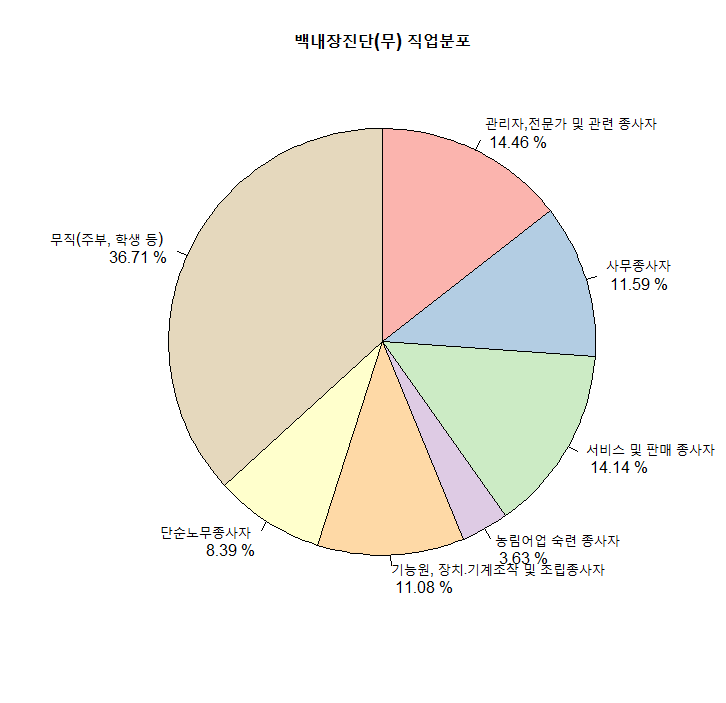 백내장진단(무) 직업분포
관리자,전문가 및 관련 종사자
14.46 %
사무종사자
11.59 %
서비스 및 판매 종사자
14.14 %
농림어업 숙련 종사자
3.63 %
기능원, 장치.기계조작 및 조립종사자
11.08 %
단순노무종사자
8.39 %
무직(주부, 학생 등)
36.71 %